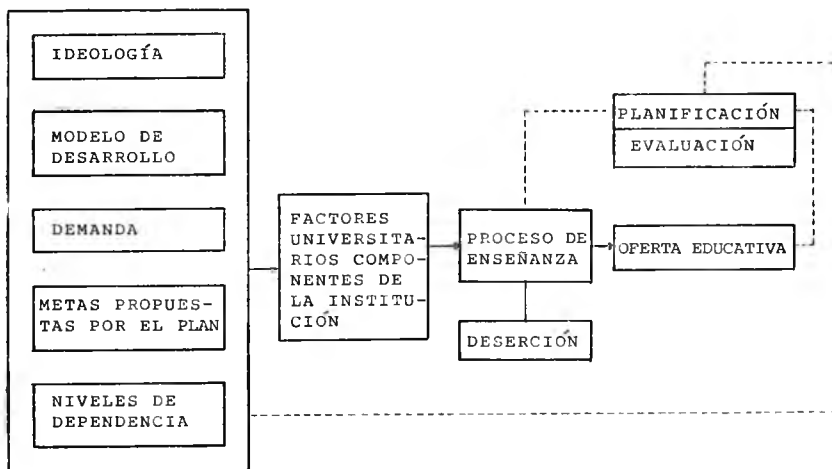 IDEOLOGÍA
MODELO DE
DESARROLLO
DEMANDA
METAS PROPUES-
TAS POR EL PLAN
NIVELES DE
DEPENDENCIA
FACTORES
UNIVERSITA-
RIOS COMPO-
NENTES DE
LA INSTITU-
CIÓN
PROCESO DE
ENSEÑANZA
DESERCIÓN
PLANIFICACIÓN
EVALUACIÓN
OFERTA EDUCATIVA